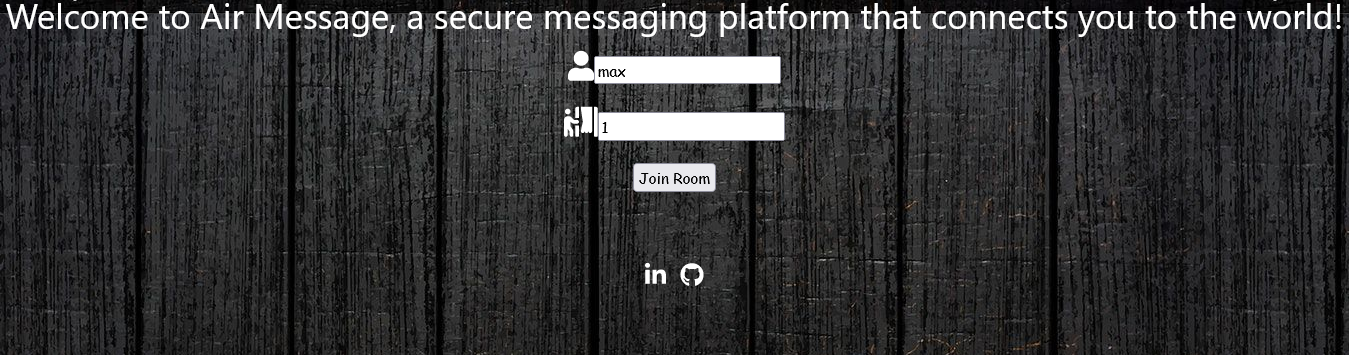 Welcome to Air Message, a secure messaging platform that connects you to the world!
max
1
Join Room
in